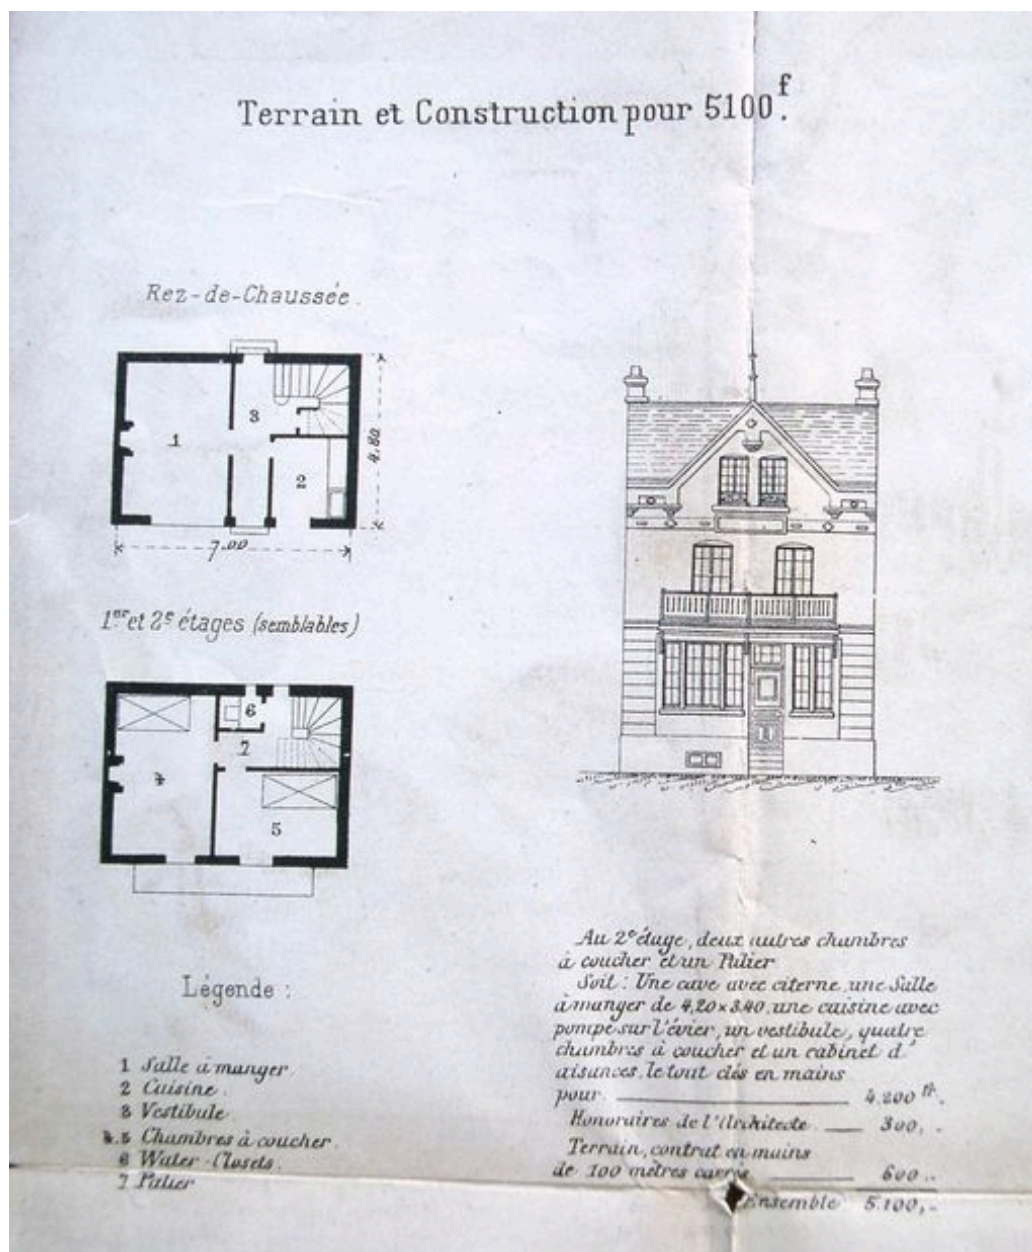 Terrain et Construction pour 5100f.
Rez-de-Chaussée.
1
3
2
4.80
7.00
1er et 2e étages (semblables)
6
7
4
5
Légende :
1 Salle à manger.
2 Cuisine.
3 Vestibule.
4.5 Chambres à coucher.
6 Water-Closets.
7 Palier
Au 2e étage, deux autres chambres
à coucher et un Palier
Soit : Une cave avec citerne, une Salle
à manger de 4,20 x 3.40, une cuisine avec
pompe sur l'évier, un vestibule, quatre
chambres à coucher et un cabinet d'
aisances, le tout clés en mains
pour. 4.200 fr.
Honoraires de l'Architecte 300,.
Terrain, contrat en mains
de 100 mètres carrés 600..
Ensemble 5.100,-